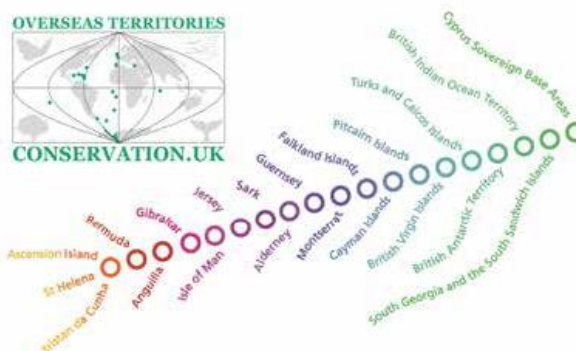 OVERSEAS TERRITORIES
CONSERVATION.UK
Ascension Island
St Helena
Tristan da Cunha
Bermuda
Anguilla
Gibraltar
Isle of Man
Jersey
Sark
Alderney
Guernsey
Montserrat
Falkland Islands
Cayman Islands
Pitcairn Islands
British Virgin Islands
Turks and Caicos Islands
British Antarctic Territory
British Indian Ocean Territory
South Georgia and the South Sandwich Islands
Cyprus Sovereign Base Areas